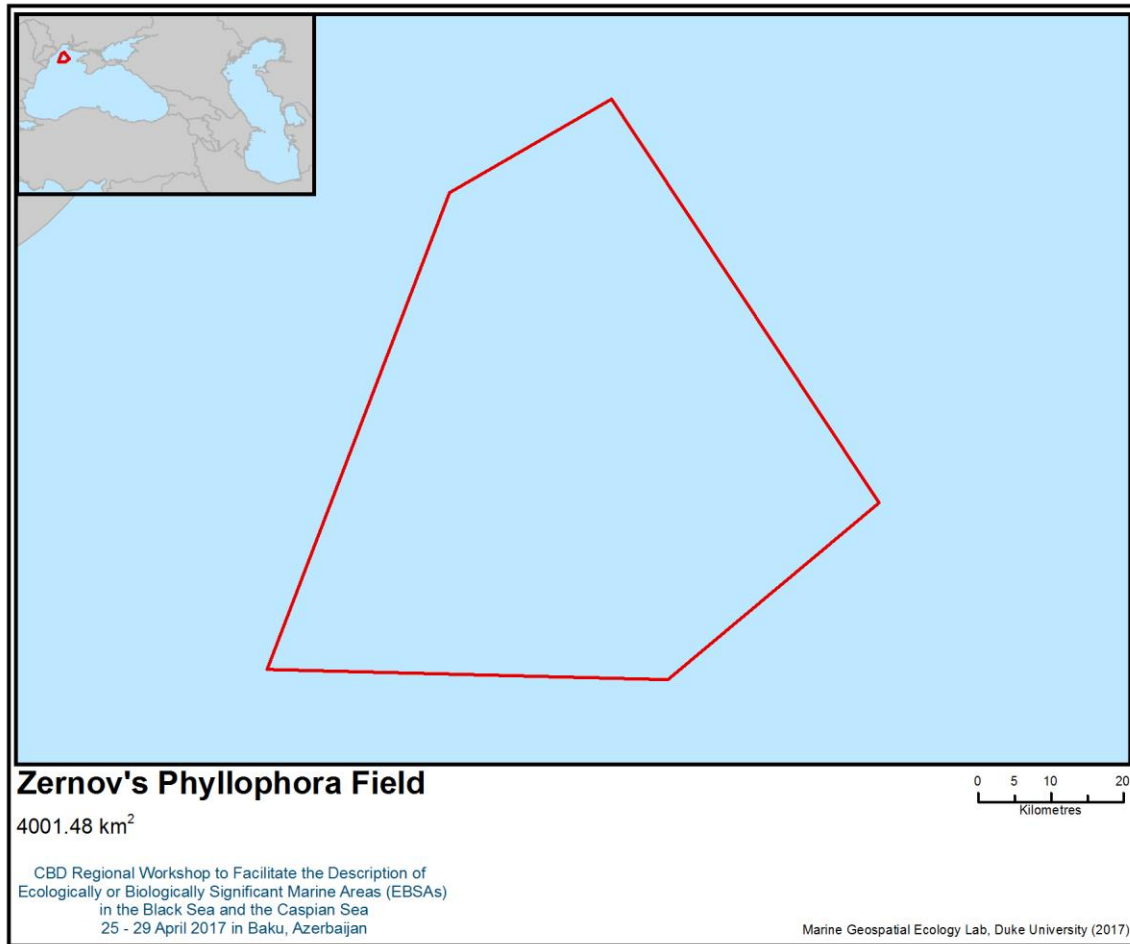 Zernov's Phyllophora Field
4001.48 km²
0 5 10 20
Kilometres
CBD Regional Workshop to Facilitate the Description of
Ecologically or Biologically Significant Marine Areas (EBSAs)
in the Black Sea and the Caspian Sea
25 - 29 April 2017 in Baku, Azerbaijan
Marine Geospatial Ecology Lab, Duke University (2017)